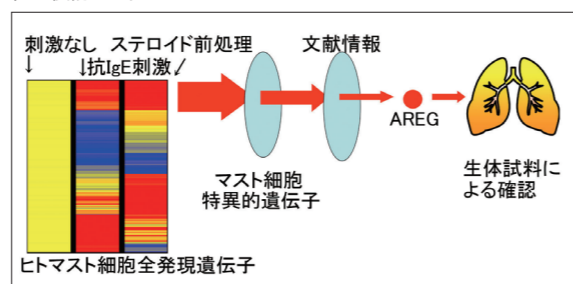 刺激なし ステロイド前処理 文献情報
↓ ↓抗IgE刺激↙
AREG
マスト細胞
特異的遺伝子
生体試料に
よる確認
ヒトマスト細胞全発現遺伝子